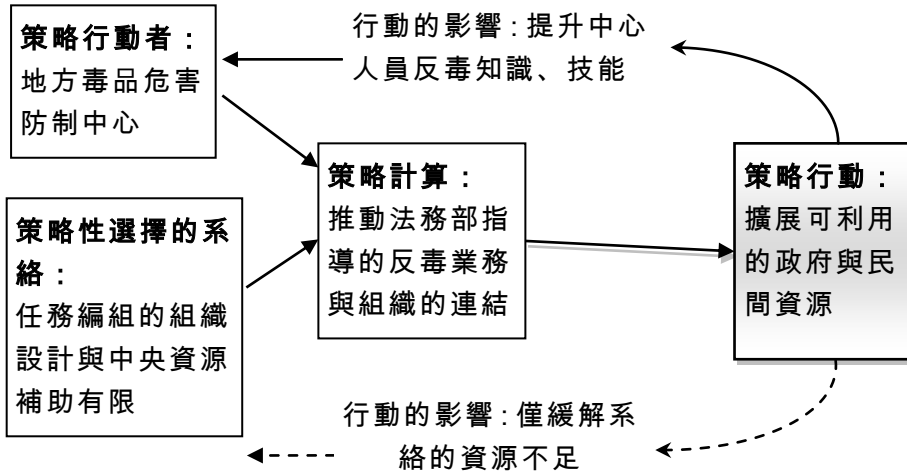 策略行動者：
地方毒品危害
防制中心
行動的影響：提升中心
人員反毒知識、技能
策略計算：
推動法務部指
導的反毒業務
與組織的連結
策略行動：
擴展可利用
的政府與民
間資源
策略性選擇的系
絡：
任務編組的組織
設計與中央資源
補助有限
行動的影響：僅緩解系
絡的資源不足